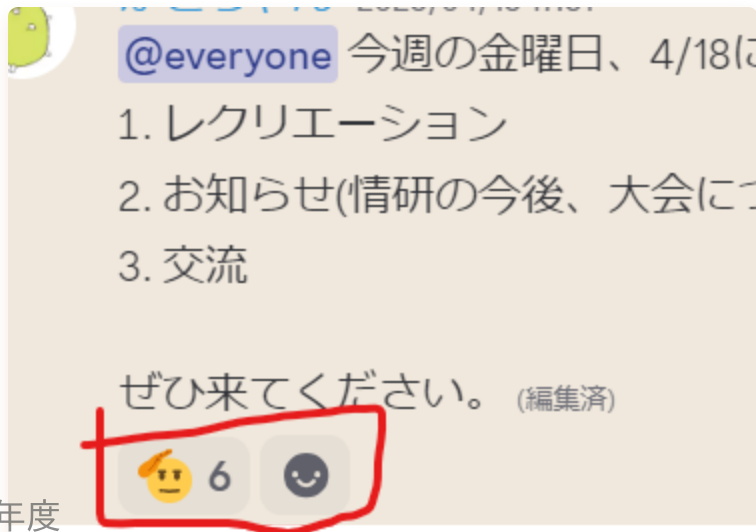 @everyone 今週の金曜日、4/18に
1. レクリエーション
2. お知らせ(情研の今後、大会に
3. 交流
ぜひ来てください。 (編集済)
6
年度